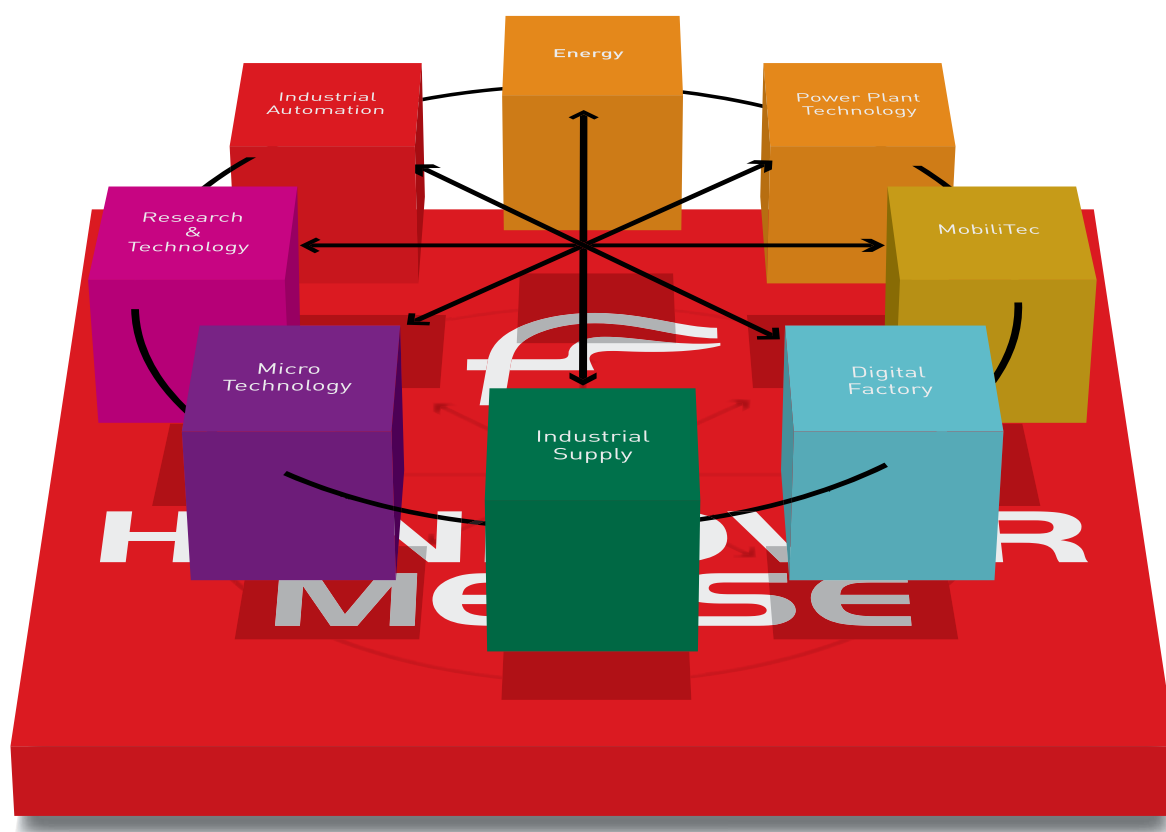 Energy
Industrial
Automation
Power Plant
Technology
Research
&
Technology
MobiliTec
Micro
Technology
Digital
Factory
Industrial
Supply